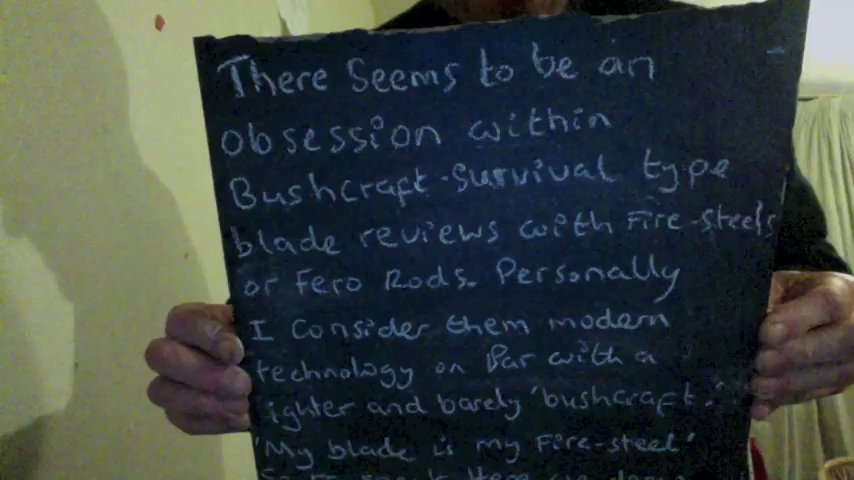 There Seems to be an
obsession within
Bushcraft-Survival type
blade reviews with Fire-steels
or Fero Rods. Personally
I Consider them modern
technology on Par with a
lighter and barely 'bushcraft.'
'My blade is my Fire-steel'